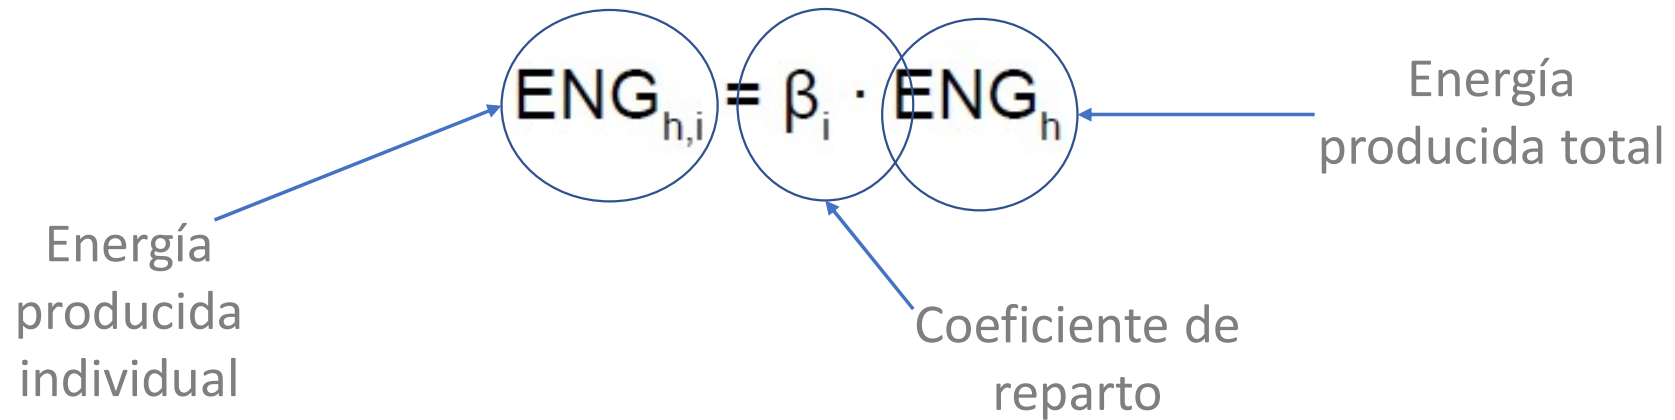 ENGh,i = βi · ENGh
Energía
producida total
Energía
producida
individual
Coeficiente de
reparto